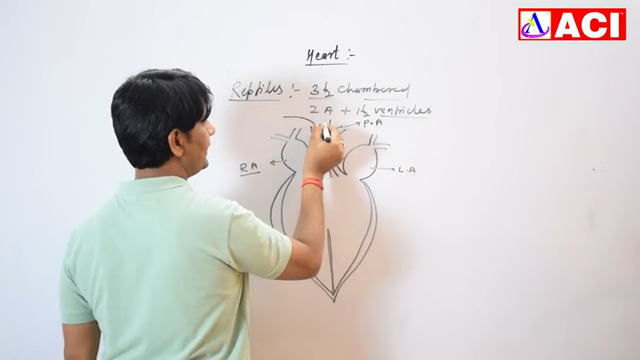 ACI
Heart :-
Reptiles :- 3½ chambered
2 A + 1½ ventricles
P.A
R.A
L.A